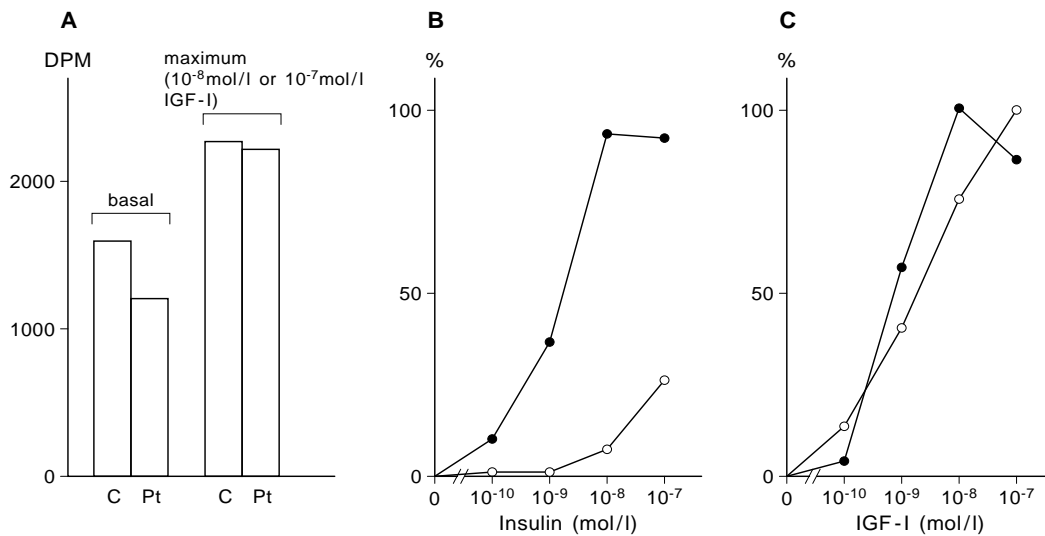 A
DPM
maximum
(10⁻⁸mol/l or 10⁻⁷mol/l
IGF-I)
2000
basal
1000
0
C Pt C Pt
B
%
100
50
0
0 10⁻¹⁰ 10⁻⁹ 10⁻⁸ 10⁻⁷
Insulin (mol/l)
C
%
100
50
0
0 10⁻¹⁰ 10⁻⁹ 10⁻⁸ 10⁻⁷
IGF-I (mol/l)